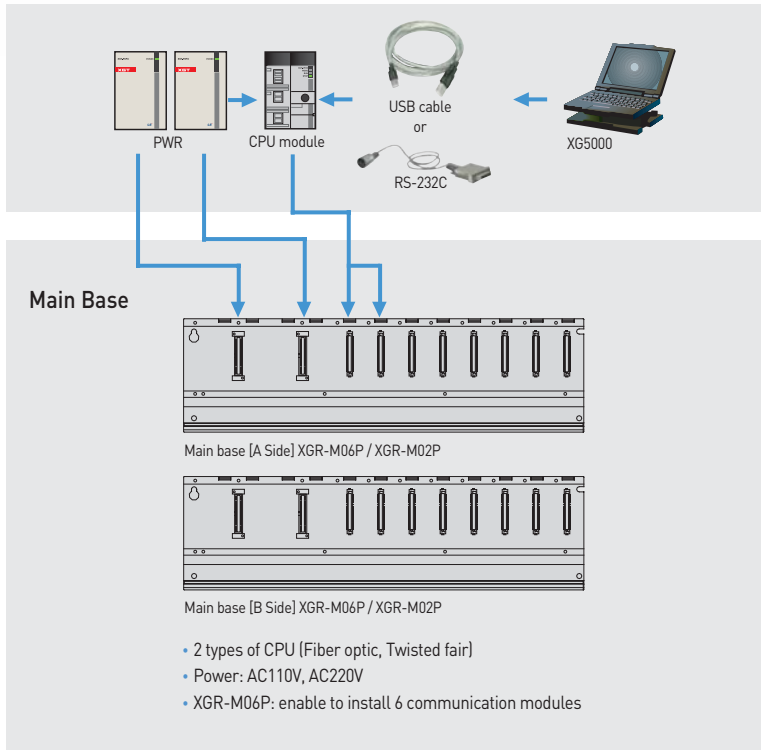 XGT
XGT
PWR
CPU module
USB cable
or
RS-232C
XG5000
Main Base
Main base [A Side] XGR-M06P / XGR-M02P
Main base [B Side] XGR-M06P / XGR-M02P
• 2 types of CPU (Fiber optic, Twisted fair)
• Power: AC110V, AC220V
• XGR-M06P: enable to install 6 communication modules